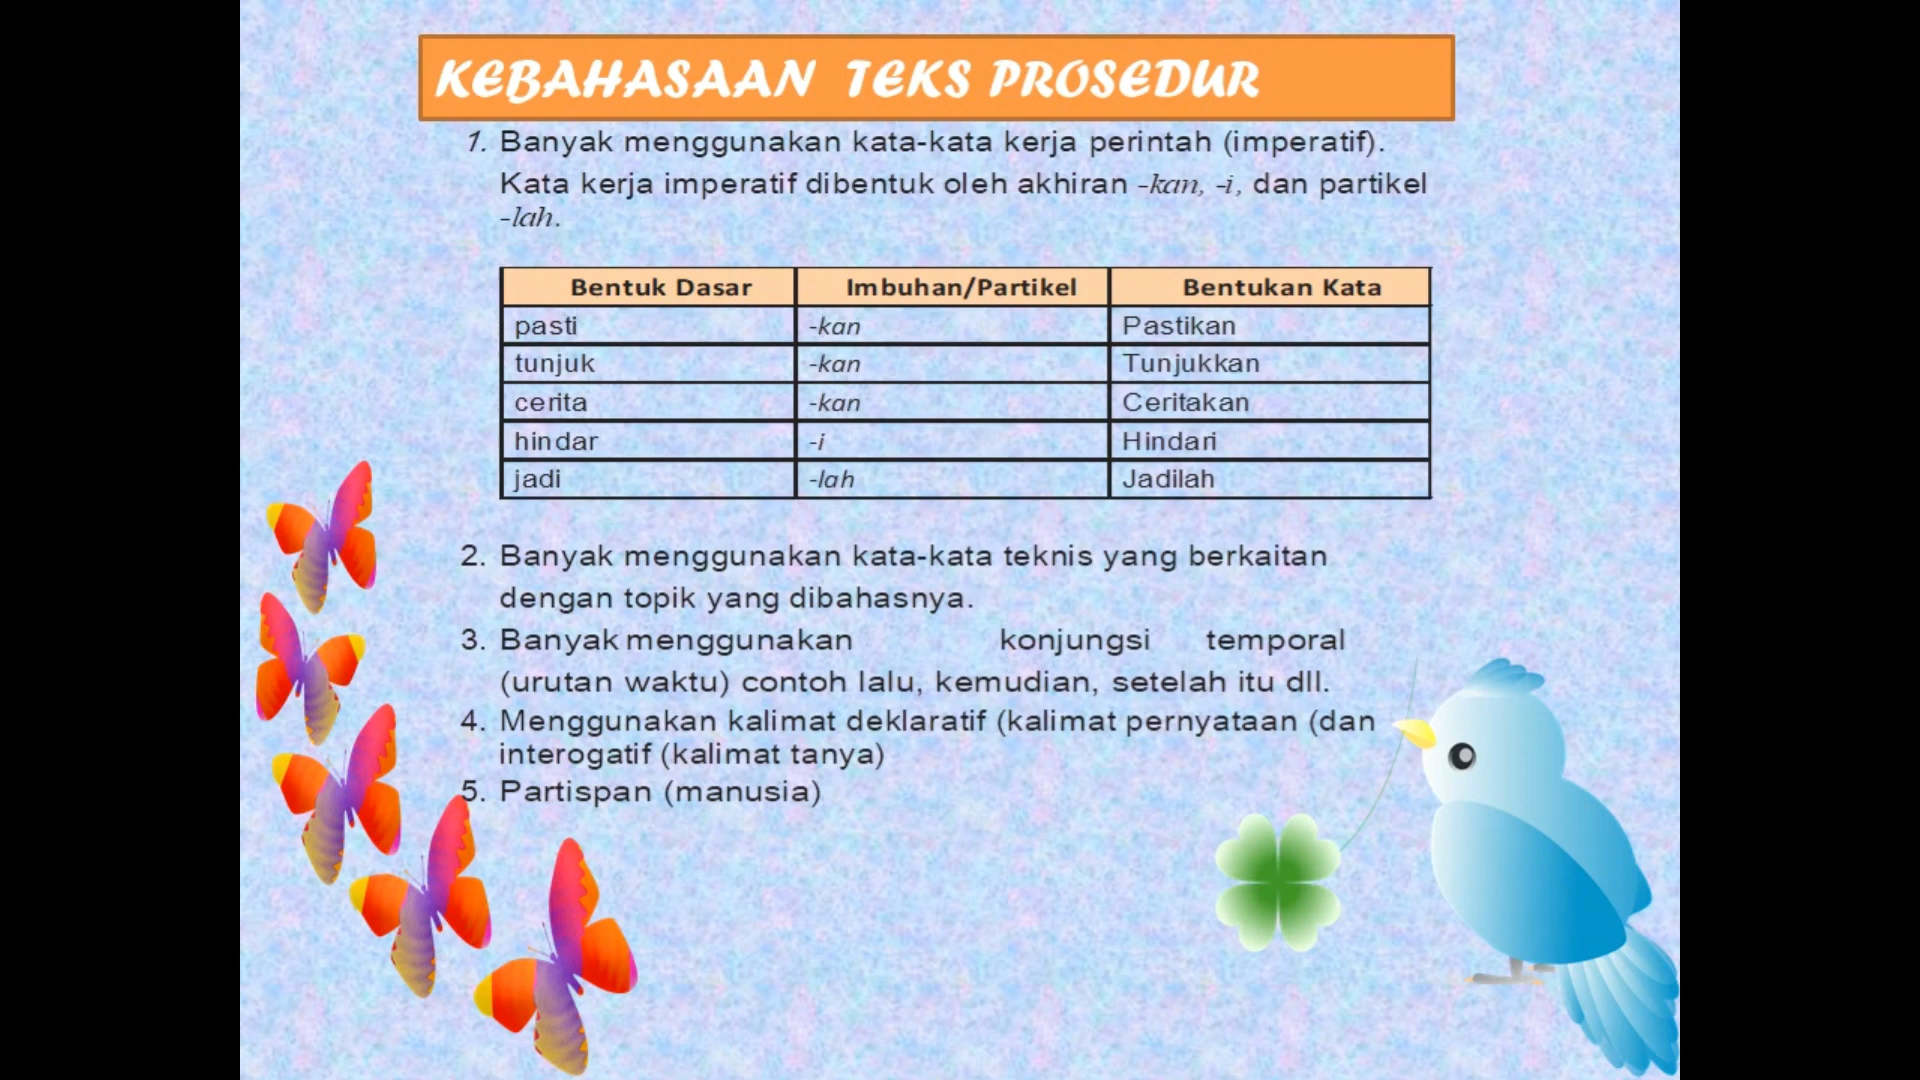 KEBAHASAAN TEKS PROSEDUR
1. Banyak menggunakan kata-kata kerja perintah (imperatif).
Kata kerja imperatif dibentuk oleh akhiran -kan, -i, dan partikel
-lah.
Bentuk Dasar Imbuhan/Partikel Bentukan Kata
pasti -kan Pastikan
tunjuk -kan Tunjukkan
cerita -kan Ceritakan
hindar -i Hindari
jadi -lah Jadilah
2. Banyak menggunakan kata-kata teknis yang berkaitan
dengan topik yang dibahasnya.
3. Banyak menggunakan konjungsi temporal
(urutan waktu) contoh lalu, kemudian, setelah itu dll.
4. Menggunakan kalimat deklaratif (kalimat pernyataan (dan
interogatif (kalimat tanya)
5. Partispan (manusia)